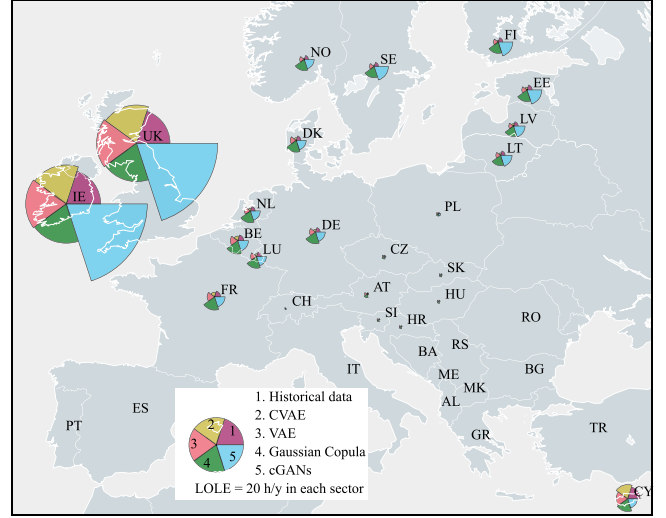 FI
NO
SE
EE
UK
LV
DK
LT
IE
NL
PL
BE
DE
LU
CZ
SK
FR
CH
AT
HU
SI
HR
RO
BA
RS
IT
ME
BG
MK
AL
PT
ES
GR
TR
CY
1. Historical data
2. CVAE
3. VAE
4. Gaussian Copula
5. cGANs
2
1
3
4
5
LOLE = 20 h/y in each sector